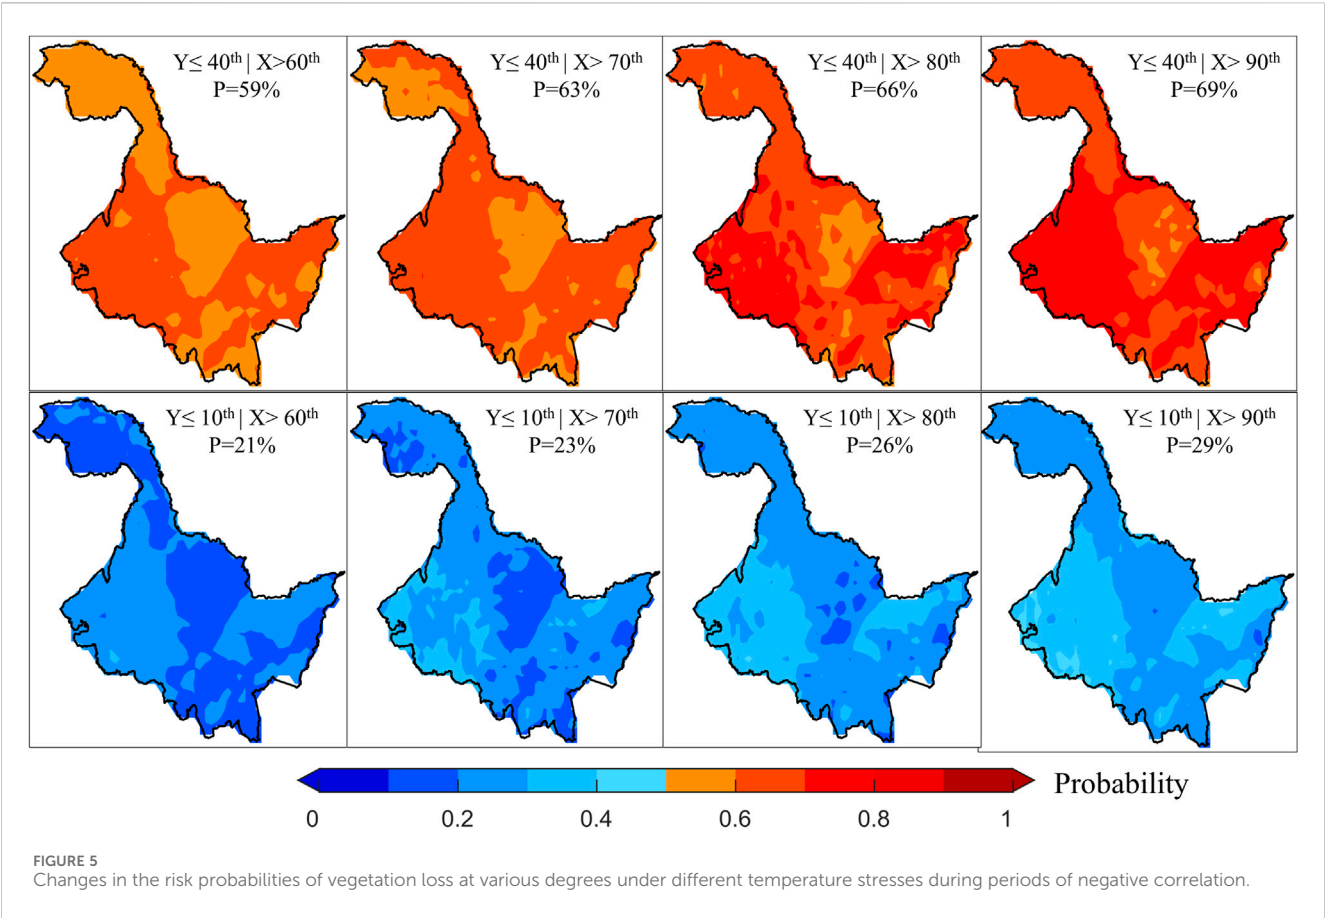 Y≤ 40th | X>60th
P=59%
Y≤ 40th | X> 70th
P=63%
Y≤ 40th | X> 80th
P=66%
Y≤ 40th | X> 90th
P=69%
Y≤ 10th | X> 60th
P=21%
Y≤ 10th | X> 70th
P=23%
Y≤ 10th | X> 80th
P=26%
Y≤ 10th | X> 90th
P=29%
Probability
0 0.2 0.4 0.6 0.8 1
FIGURE 5
Changes in the risk probabilities of vegetation loss at various degrees under different temperature stresses during periods of negative correlation.